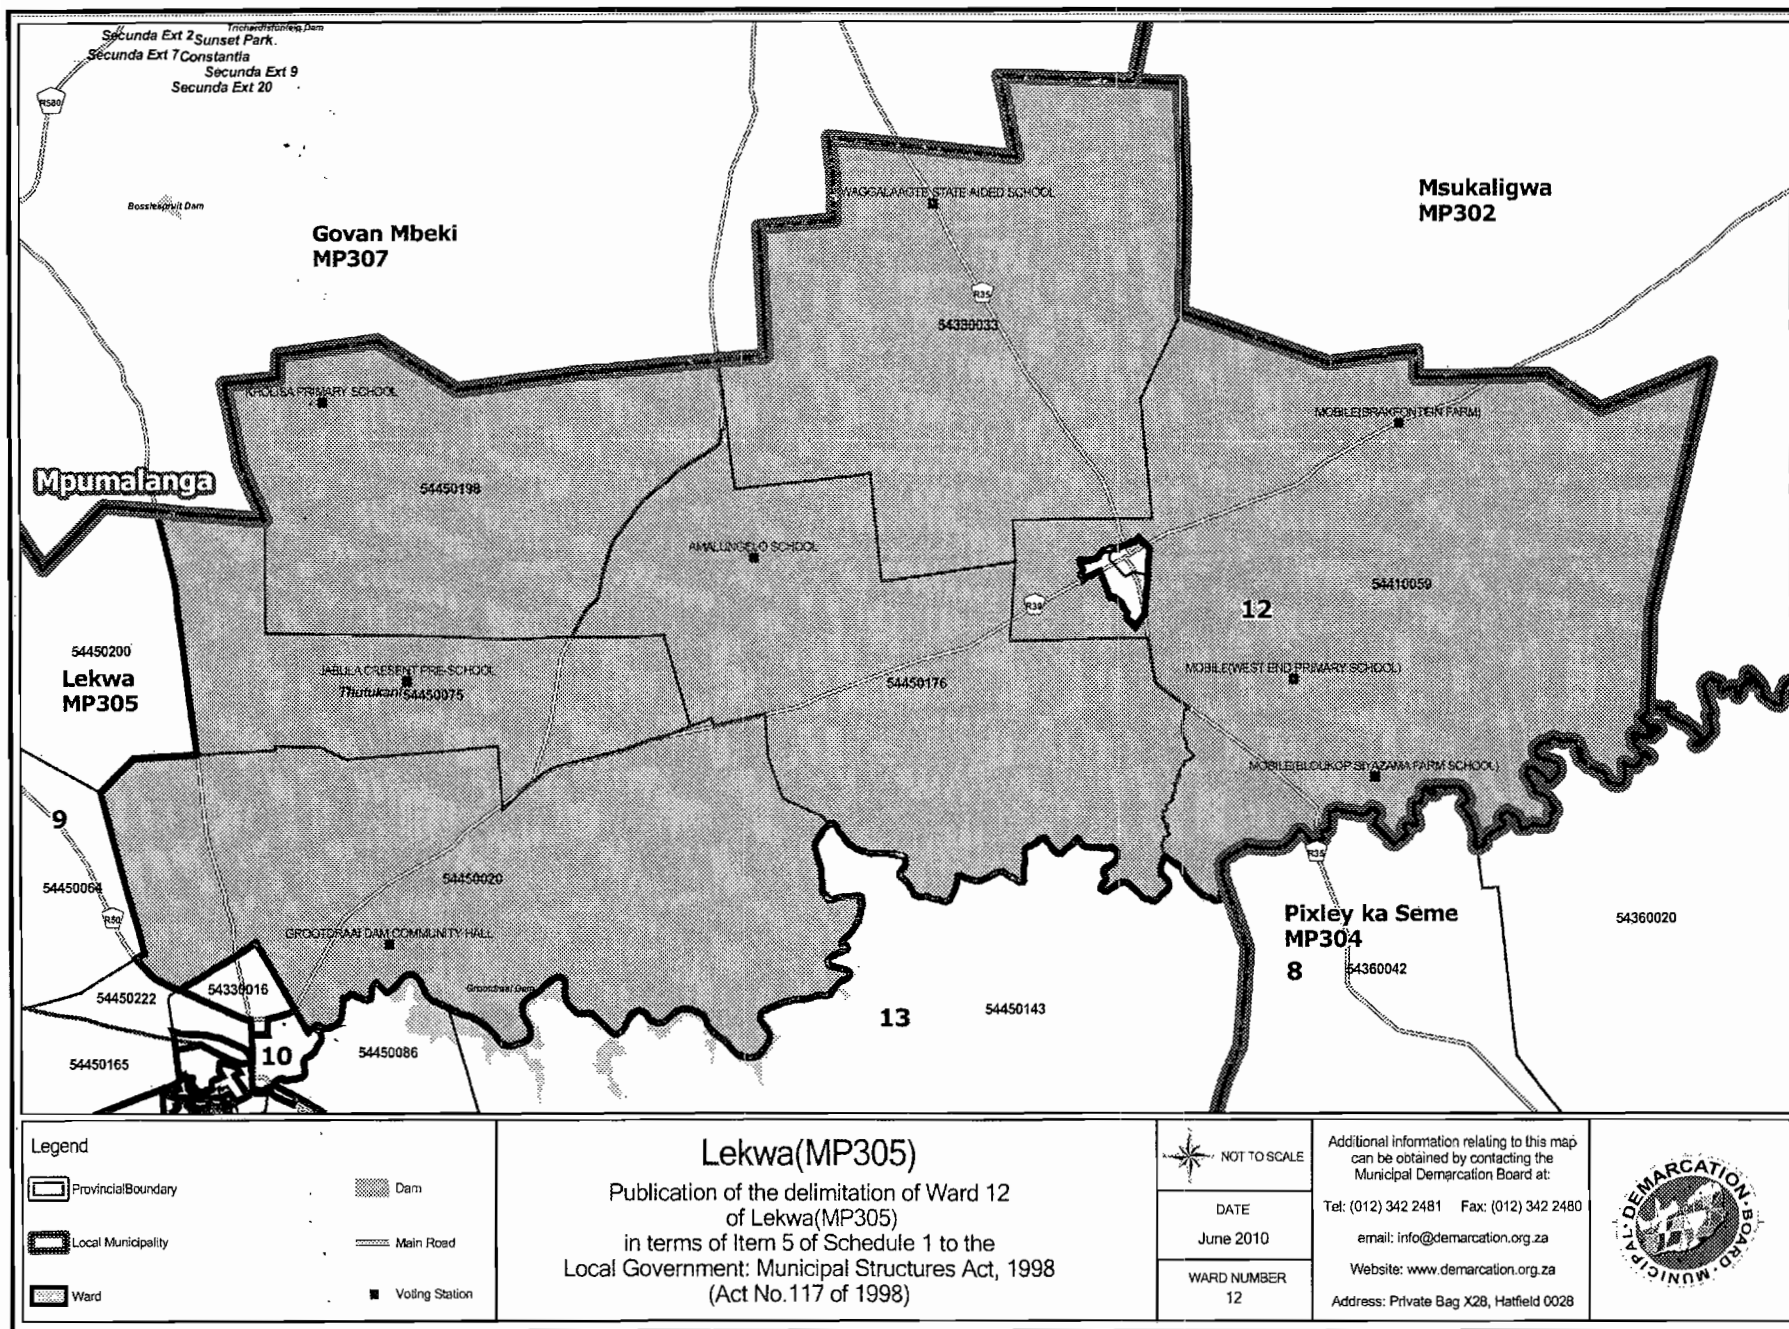 Trichardtsfontein Dam
Secunda Ext 2
Sunset Park
Secunda Ext 7
Constantia
Secunda Ext 9
Secunda Ext 20
R580
Bossiespruit Dam
Govan Mbeki
MP307
Msukaligwa
MP302
STATE AIDED SCHOOL
R35
54330033
KHOLISA PRIMARY SCHOOL
MOBILE(BRAKFONTEIN FARM)
Mpumalanga
54450198
AMALUNGELO SCHOOL
54410059
12
R39
54450200
Lekwa
MP305
JABULA CRESENT PRE-SCHOOL
Thutukani
54450075
54450176
MOBILE(WEST END PRIMARY SCHOOL)
MOBILE(BLOUKOP SIYAZAMA FARM SCHOOL)
9
54450064
R50
54450020
R35
GROOTDRAAI DAM COMMUNITY HALL
Pixley ka Seme
MP304
8
54360042
54360020
54450222
54330016
Grootdraai Dam
13
54450143
54450165
10
54450086
Legend
ProvincialBoundary
Local Municipality
Ward
Dam
Main Road
Voting Station
Lekwa(MP305)
Publication of the delimitation of Ward 12
of Lekwa(MP305)
in terms of Item 5 of Schedule 1 to the
Local Government: Municipal Structures Act, 1998
(Act No.117 of 1998)
NOT TO SCALE
DATE
June 2010
WARD NUMBER
12
Additional information relating to this map
can be obtained by contacting the
Municipal Demarcation Board at:
Tel: (012) 342 2481 Fax: (012) 342 2480
email: info@demarcation.org.za
Website: www.demarcation.org.za
Address: Private Bag X28, Hatfield 0028
MUNICIPAL · DEMARCATION · BOARD ·